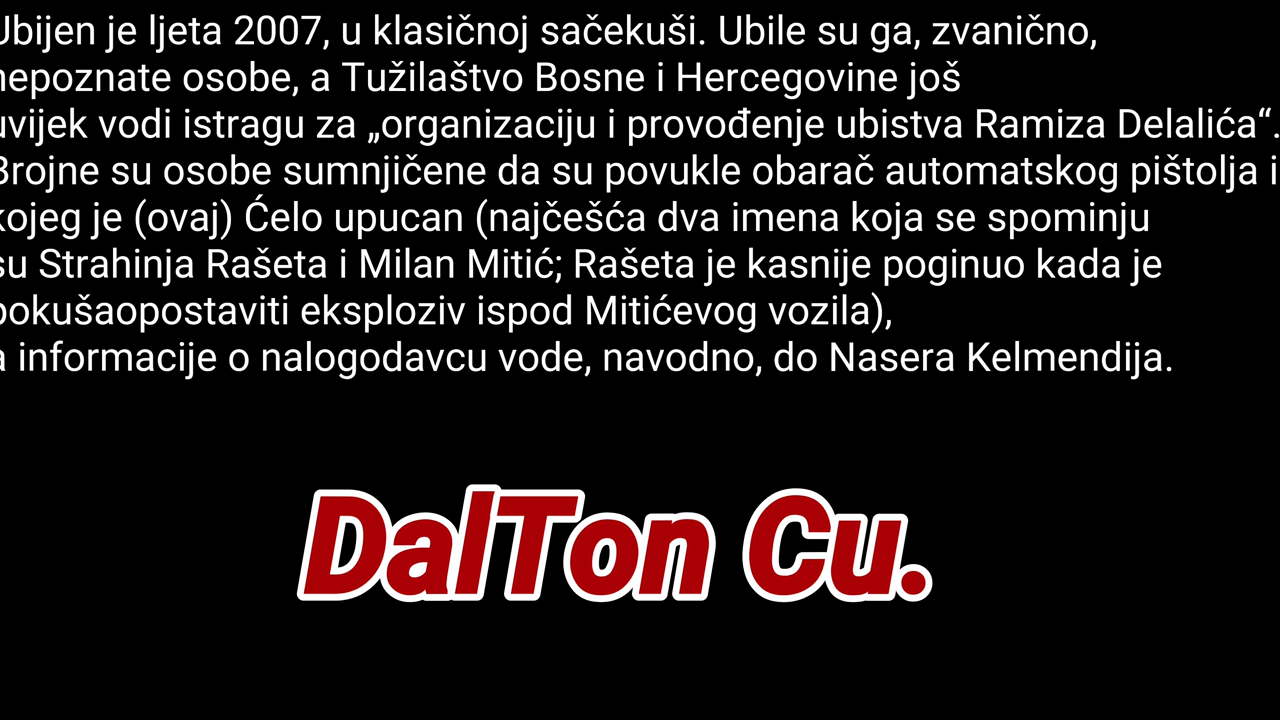 Ubijen je ljeta 2007, u klasičnoj sačekuši. Ubile su ga, zvanično,
nepoznate osobe, a Tužilaštvo Bosne i Hercegovine još
uvijek vodi istragu za „organizaciju i provođenje ubistva Ramiza Delalića“.
Brojne su osobe sumnjičene da su povukle obarač automatskog pištolja i
kojeg je (ovaj) Ćelo upucan (najčešća dva imena koja se spominju
su Strahinja Rašeta i Milan Mitić; Rašeta je kasnije poginuo kada je
pokušaopostaviti eksploziv ispod Mitićevog vozila),
a informacije o nalogodavcu vode, navodno, do Nasera Kelmendija.
DalTon Cu.